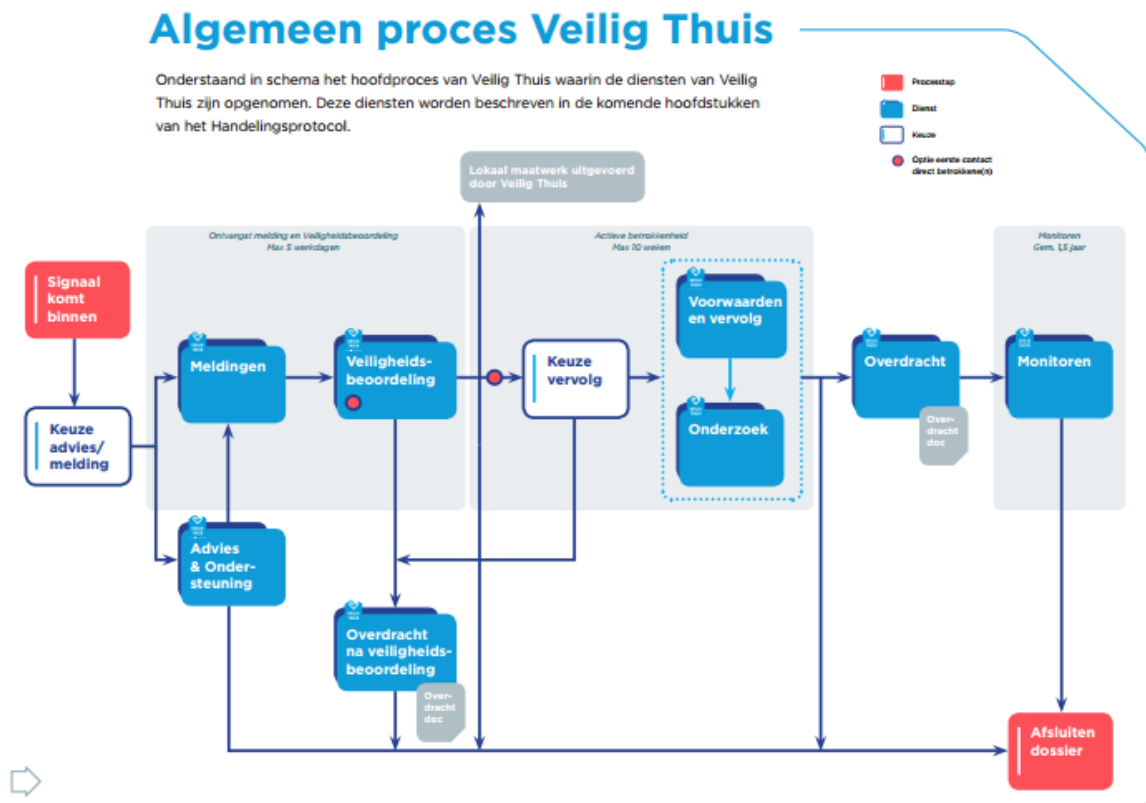 Algemeen proces Veilig Thuis
Onderstaand in schema het hoofdproces van Veilig Thuis waarin de diensten van Veilig
Thuis zijn opgenomen. Deze diensten worden beschreven in de komende hoofdstukken
van het Handelingsprotocol.
Processtap
Dienst
Keuze
Optie eerste contact
direct betrokkene(n)
Lokaal maatwerk uitgevoerd
door Veilig Thuis
Ontvangst melding en Veiligheidsbeoordeling
Max 5 werkdagen
Actieve betrokkenheid
Max 10 weken
Monitoren
Gem. 1,5 jaar
Signaal
komt
binnen
Keuze
advies/
melding
Meldingen
Veiligheids-
beoordeling
Keuze
vervolg
Voorwaarden
en vervolg
Onderzoek
Overdracht
Over-
dracht
doc
Monitoren
Advies
& Onder-
steuning
Overdracht
na veiligheids-
beoordeling
Over-
dracht
doc
Afsluiten
dossier